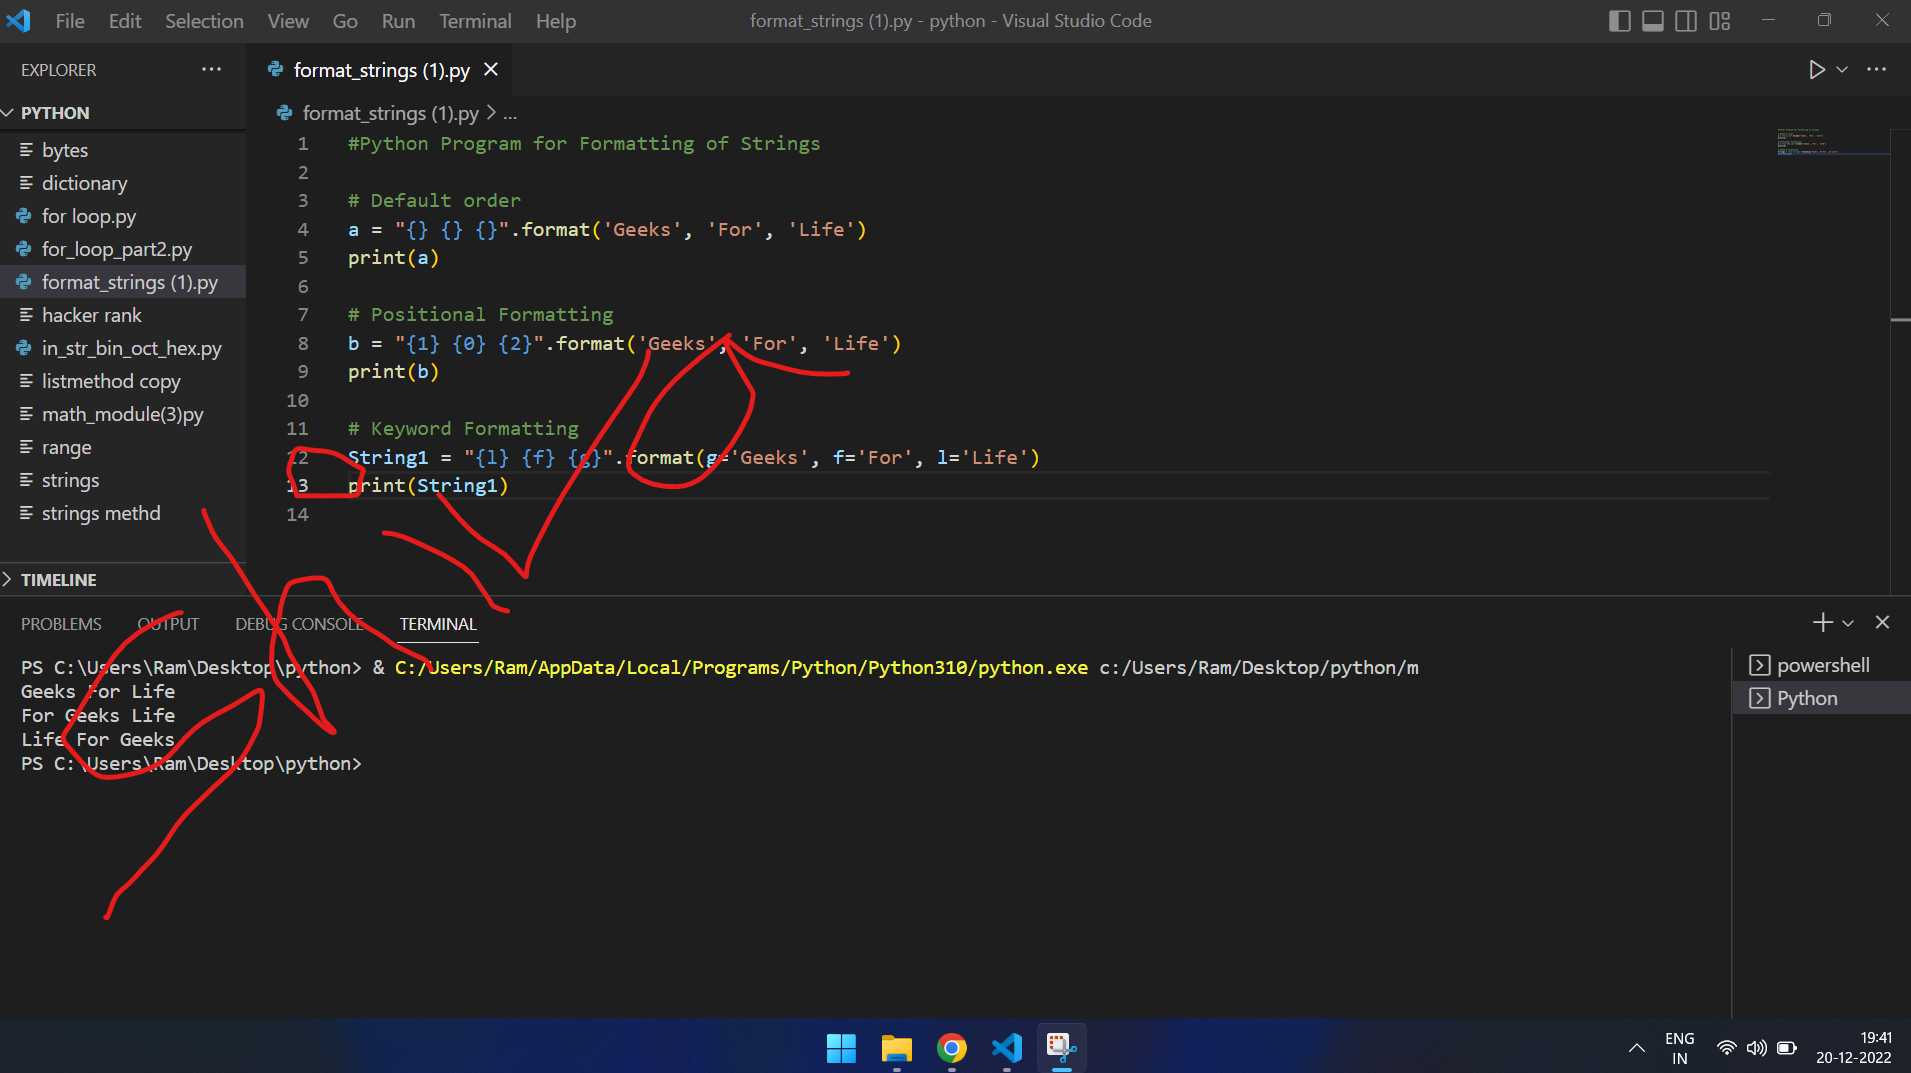 File Edit Selection View Go Run Terminal Help format_strings (1).py - python - Visual Studio Code
EXPLORER ...
format_strings (1).py
PYTHON
format_strings (1).py > ...
bytes
dictionary
for loop.py
for_loop_part2.py
format_strings (1).py
hacker rank
in_str_bin_oct_hex.py
listmethod copy
math_module(3)py
range
strings
strings methd
TIMELINE
1 #Python Program for Formatting of Strings
2
3 # Default order
4 a = "{} {} {}".format('Geeks', 'For', 'Life')
5 print(a)
6
7 # Positional Formatting
8 b = "{1} {0} {2}".format('Geeks', 'For', 'Life')
9 print(b)
10
11 # Keyword Formatting
12 String1 = "{l} {f} {g}".format(g='Geeks', f='For', l='Life')
13 print(String1)
14
PROBLEMS OUTPUT DEBUG CONSOLE TERMINAL
PS C:\Users\Ram\Desktop\python> & C:/Users/Ram/AppData/Local/Programs/Python/Python310/python.exe c:/Users/Ram/Desktop/python/m
Geeks For Life
For Geeks Life
Life For Geeks
PS C:\Users\Ram\Desktop\python>
powershell
Python
ENG
IN
19:41
20-12-2022